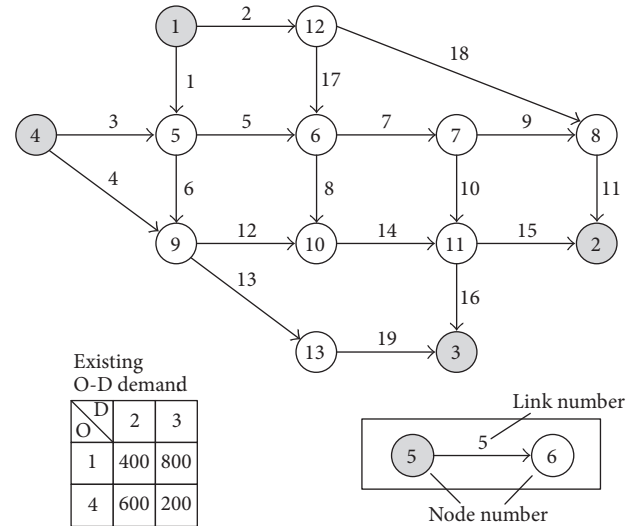 1 2 12
18
1 17
4 3 5 5 6 7 7 9 8
4 6 8 10 11
9 12 10 14 11 15 2
13 16
13 19 3
Existing
O-D demand
D
O 2 3
1 400 800
4 600 200
Link number
5 5 6
Node number